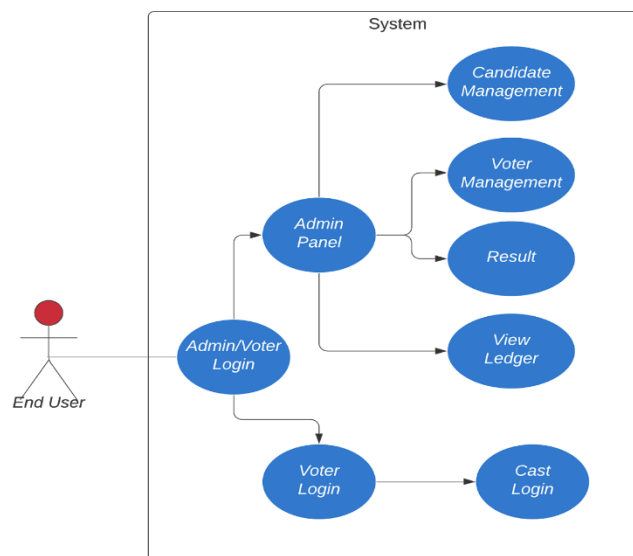 System
Candidate
Management
Voter
Management
Admin
Panel
Result
Admin/Voter
Login
View
Ledger
End User
Voter
Login
Cast
Login